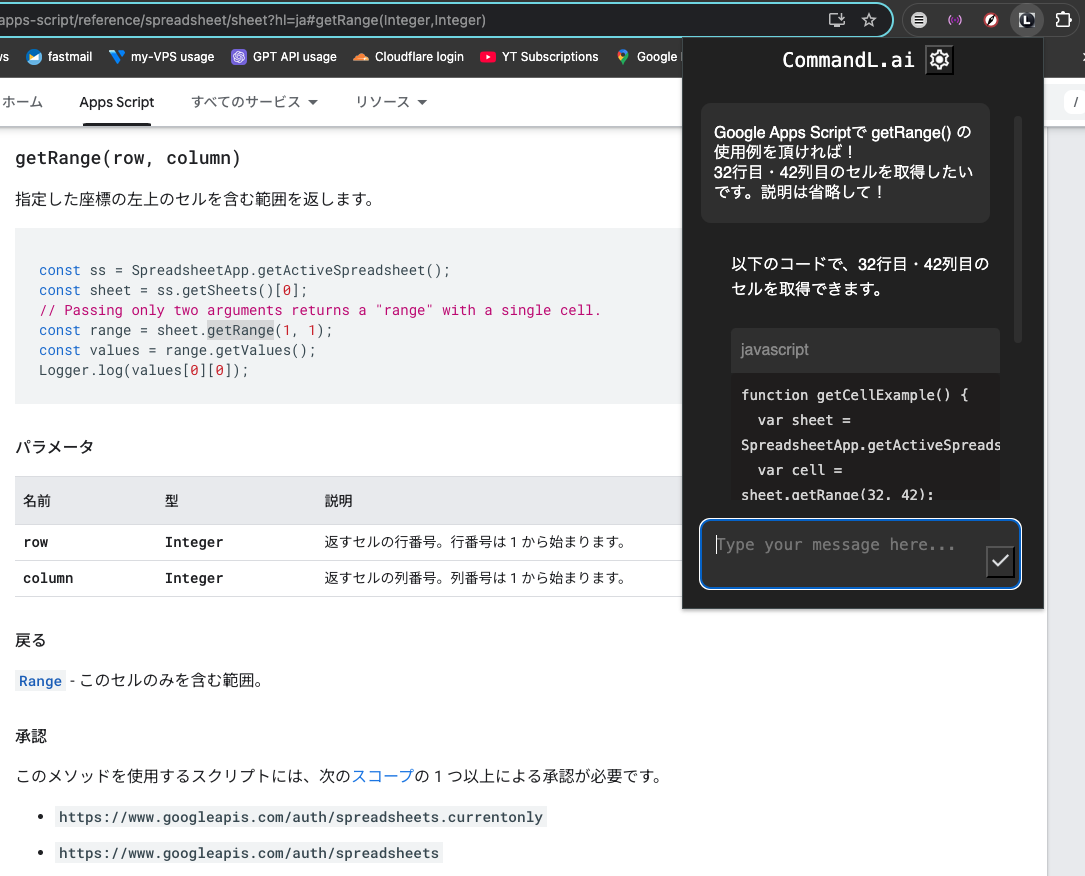 apps-script/reference/spreadsheet/sheet?hl=ja#getRange(Integer,Integer)
ws fastmail my-VPS usage GPT API usage Cloudflare login YT Subscriptions Google
ホーム Apps Script すべてのサービス リソース /
getRange(row, column)
指定した座標の左上のセルを含む範囲を返します。
const ss = SpreadsheetApp.getActiveSpreadsheet();
const sheet = ss.getSheets()[0];
// Passing only two arguments returns a "range" with a single cell.
const range = sheet.getRange(1, 1);
const values = range.getValues();
Logger.log(values[0][0]);
パラメータ
名前 型 説明
row Integer 返すセルの行番号。行番号は 1 から始まります。
column Integer 返すセルの列番号。列番号は 1 から始まります。
戻る
Range - このセルのみを含む範囲。
承認
このメソッドを使用するスクリプトには、次のスコープの 1 つ以上による承認が必要です。
https://www.googleapis.com/auth/spreadsheets.currentonly
https://www.googleapis.com/auth/spreadsheets
CommandL.ai
Google Apps Scriptで getRange() の
使用例を頂ければ！
32行目・42列目のセルを取得したい
です。説明は省略して！
以下のコードで、32行目・42列目の
セルを取得できます。
javascript
function getCellExample() {
var sheet =
SpreadsheetApp.getActiveSpreads
var cell =
sheet.getRange(32, 42);
Type your message here...